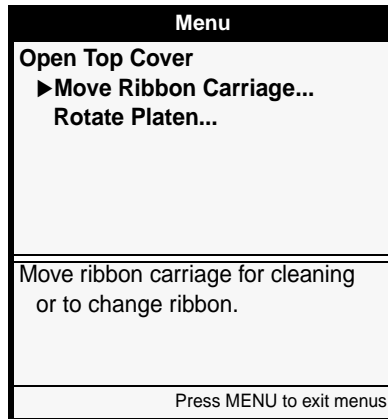 Menu
Open Top Cover
▶Move Ribbon Carriage...
Rotate Platen...
Move ribbon carriage for cleaning
or to change ribbon.
Press MENU to exit menus